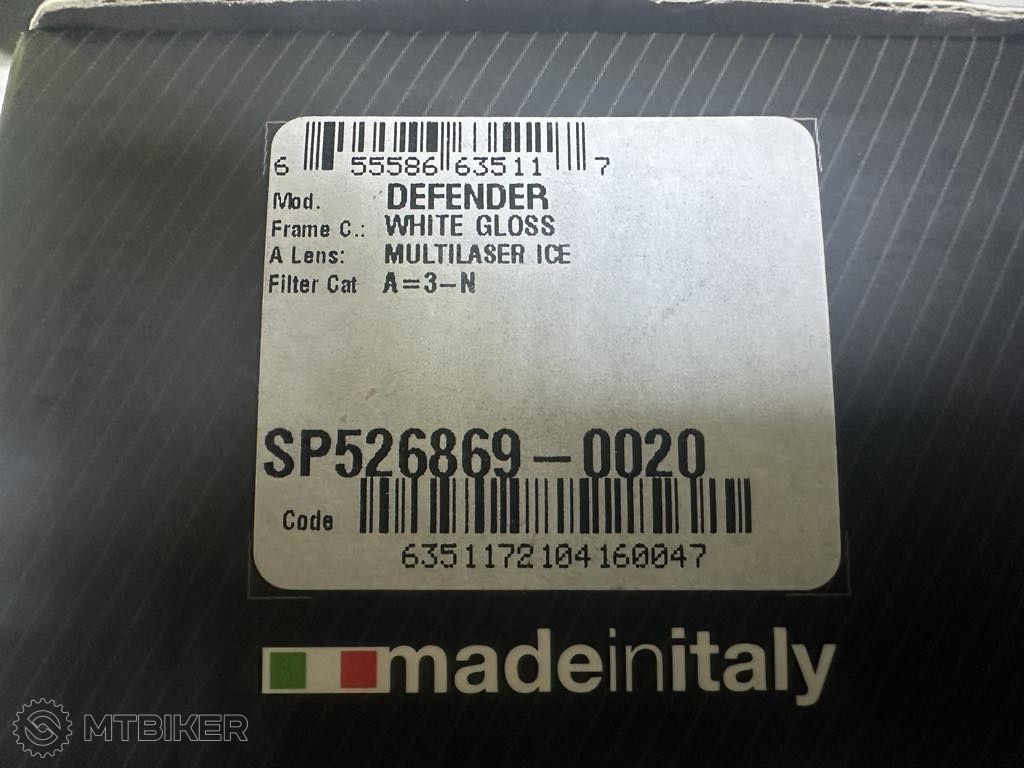 6 55586 63511 7
Mod. DEFENDER
Frame C.: WHITE GLOSS
A Lens: MULTILASER ICE
Filter Cat A=3-N
SP526869-0020
Code
6351172104160047
madeinitaly
MTBIKER